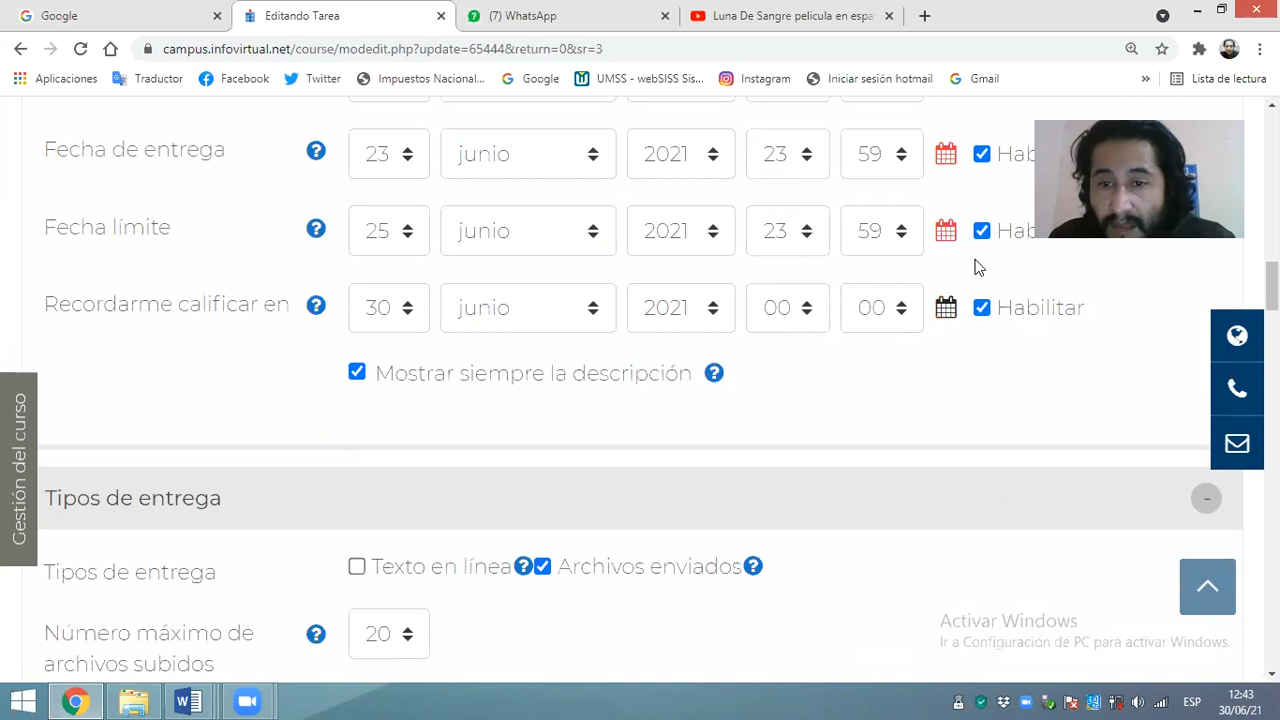 Google
Editando Tarea
(7) WhatsApp
Luna De Sangre pelicula en espa
campus.infovirtual.net/course/modedit.php?update=65444&return=0&sr=3
Aplicaciones Traductor Facebook Twitter Impuestos Nacional... Google UMSS - webSISS Sis... Instagram Iniciar sesión hotmail Gmail » Lista de lectura
Fecha de entrega ? 23 junio 2021 23 59 Hab
Fecha límite ? 25 junio 2021 23 59 Hab
Recordarme calificar en ? 30 junio 2021 00 00 Habilitar
Mostrar siempre la descripción ?
Gestión del curso
Tipos de entrega -
Tipos de entrega Texto en línea ? Archivos enviados ?
Número máximo de ? 20
archivos subidos
Activar Windows
Ir a Configuración de PC para activar Windows.
ESP
12:43
30/06/21